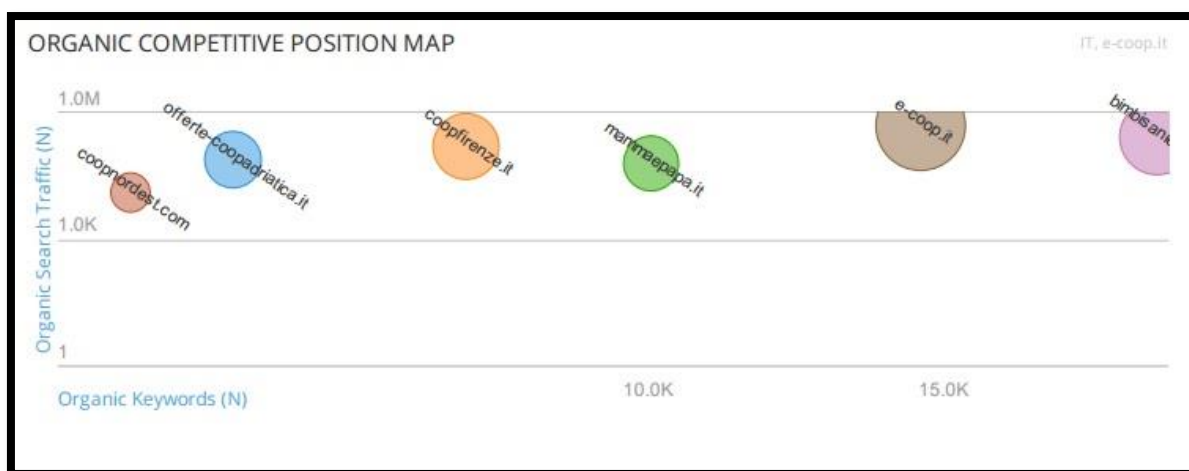 ORGANIC COMPETITIVE POSITION MAP
IT, e-coop.it
Organic Search Traffic (N)
1.0M
1.0K
1
coopnordest.com
offerte-coopadriatica.it
coopfirenze.it
mammaepapa.it
e-coop.it
10.0K
15.0K
Organic Keywords (N)